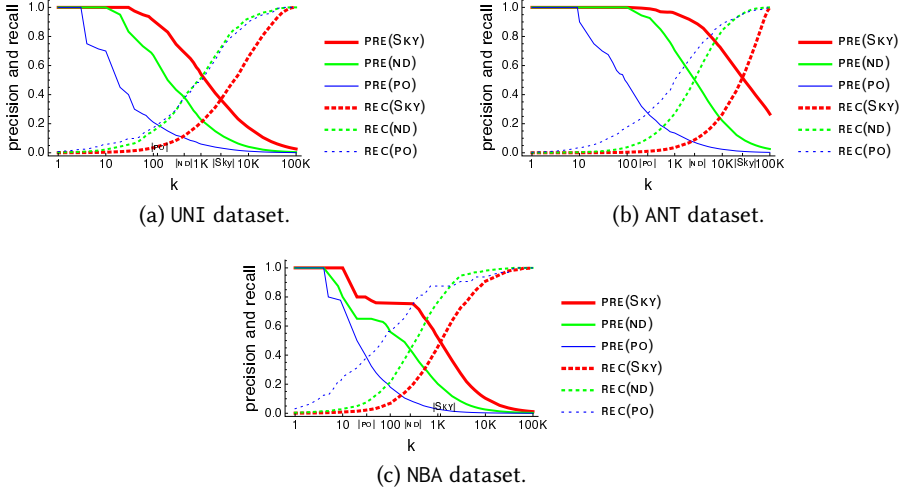 precision and recall
1.0
0.8
0.6
0.4
0.2
0.0
1 10 100 |PO| |ND| 1K |SKY| 10K 100K
k
PRE(SKY)
PRE(ND)
PRE(PO)
REC(SKY)
REC(ND)
REC(PO)
(a) UNI dataset.
precision and recall
1.0
0.8
0.6
0.4
0.2
0.0
1 10 100 |PO| 1K |ND| 10K |SKY| 100K
k
PRE(SKY)
PRE(ND)
PRE(PO)
REC(SKY)
REC(ND)
REC(PO)
(b) ANT dataset.
precision and recall
1.0
0.8
0.6
0.4
0.2
0.0
1 10 |PO| 100 |ND| 1K |SKY| 10K 100K
k
PRE(SKY)
PRE(ND)
PRE(PO)
REC(SKY)
REC(ND)
REC(PO)
(c) NBA dataset.